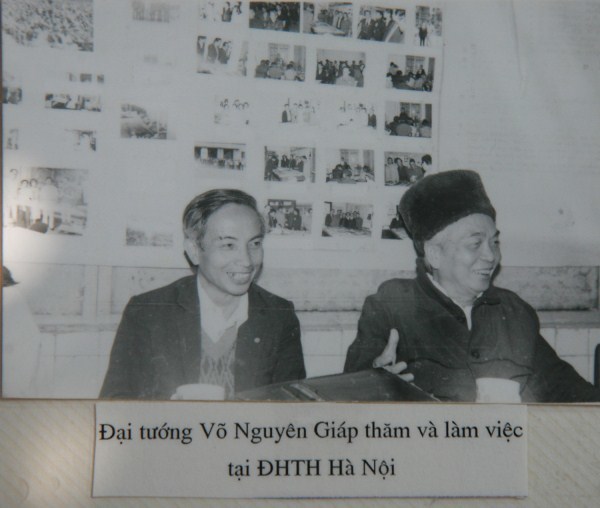 Đại tướng Võ Nguyên Giáp thăm và làm việc
tại ĐHTH Hà Nội